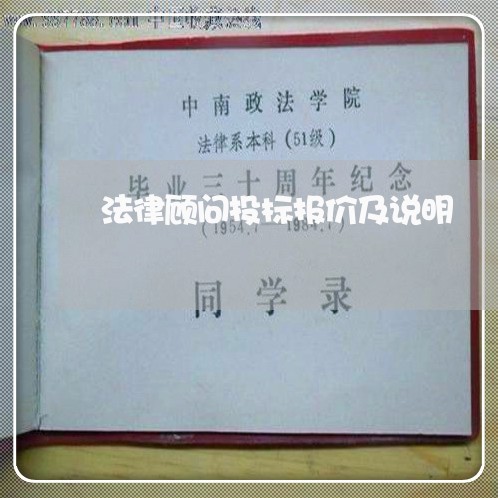 中南政法学院
法律系本科(51级)
毕业三十周年纪念
法律顾问投标报价及说明
(1954.7—1984.7)
同学录